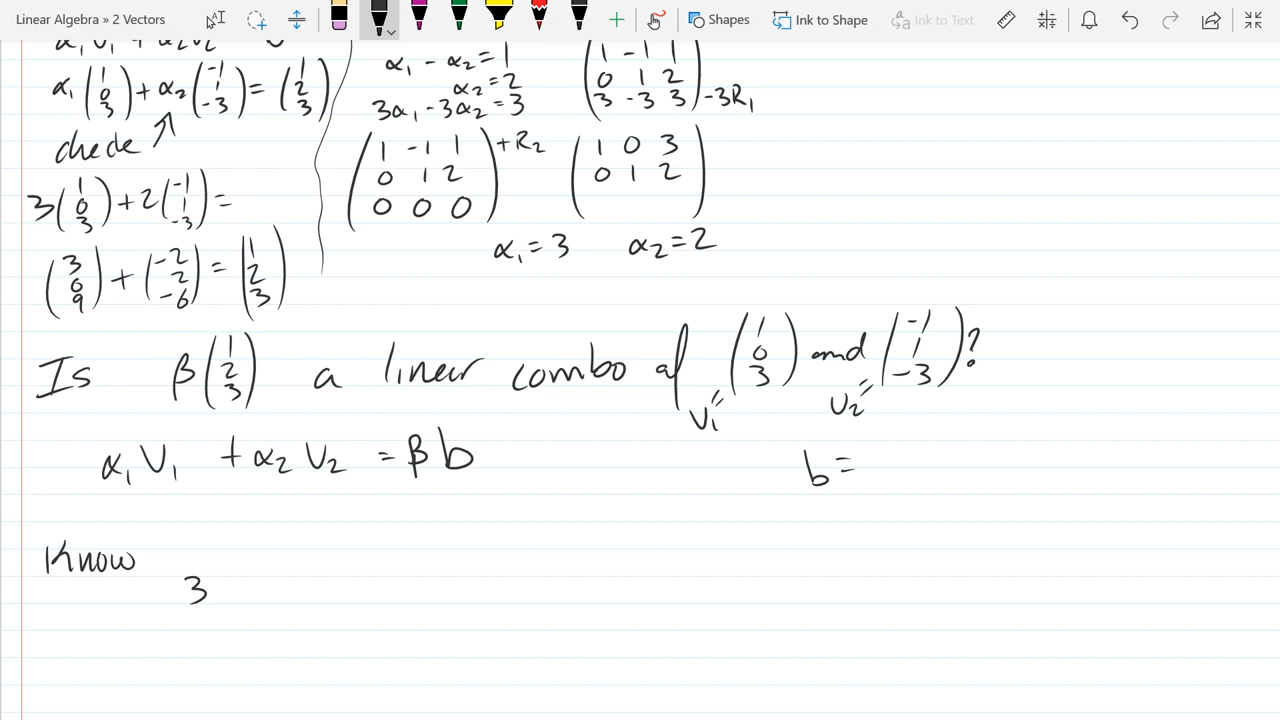 Linear Algebra » 2 Vectors
Shapes
Ink to Shape
Ink to Text
α₁ ( 1 0 3 ) + α₂ ( -1 1 -3 ) = ( 1 2 3 )
check ↗
3 ( 1 0 3 ) + 2 ( -1 1 -3 ) =
( 3 0 9 ) + ( -2 2 -6 ) = ( 1 2 3 )
α₁ - α₂ = 1
α₂ = 2
3α₁ - 3α₂ = 3
1 -1 1
0 1 2
3 -3 3 -3R₁
1 -1 1 +R₂
0 1 2
0 0 0
1 0 3
0 1 2
α₁ = 3 α₂ = 2
Is β ( 1 2 3 ) a linear combo of ( 1 0 3 ) and ( -1 1 -3 )?
V₁ = V₂ =
α₁ V₁ + α₂ V₂ = β b
b =
Know
3